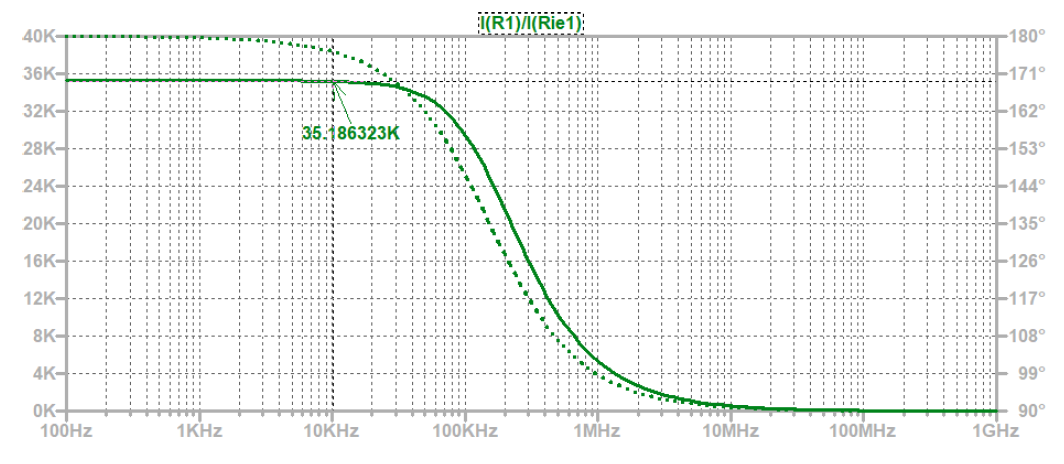 I(R1)/I(Rie1)
40K 180°
36K 171°
32K 162°
35.186323K
28K 153°
24K 144°
20K 135°
16K 126°
12K 117°
8K 108°
4K 99°
0K 90°
100Hz 1KHz 10KHz 100KHz 1MHz 10MHz 100MHz 1GHz